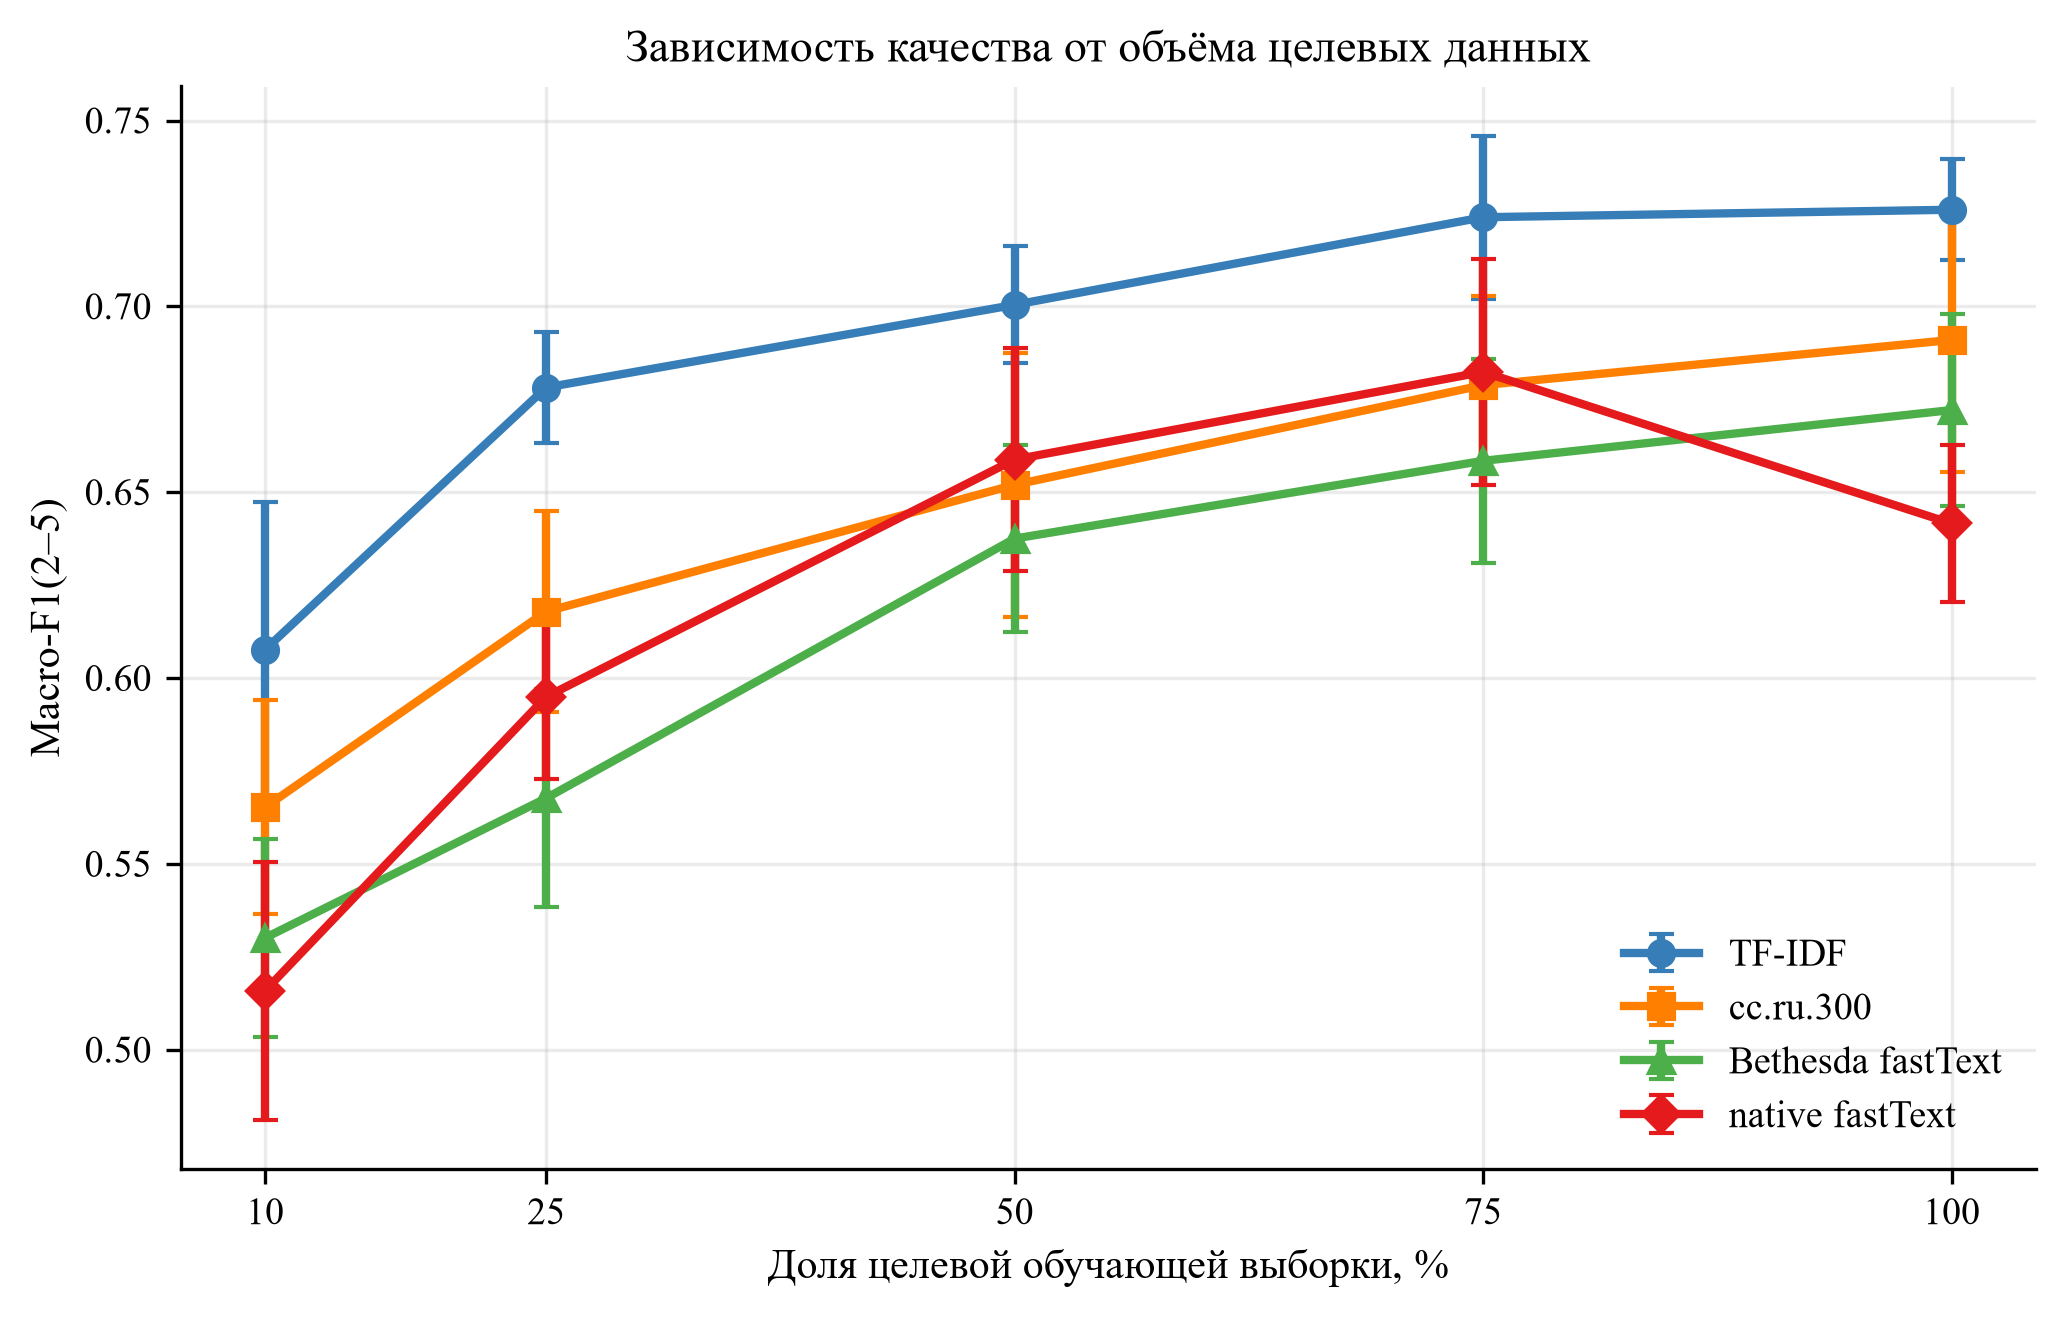 Зависимость качества от объёма целевых данных
Macro-F1(2–5)
0.75
0.70
0.65
0.60
0.55
0.50
10 25 50 75 100
Доля целевой обучающей выборки, %
TF-IDF
cc.ru.300
Bethesda fastText
native fastText